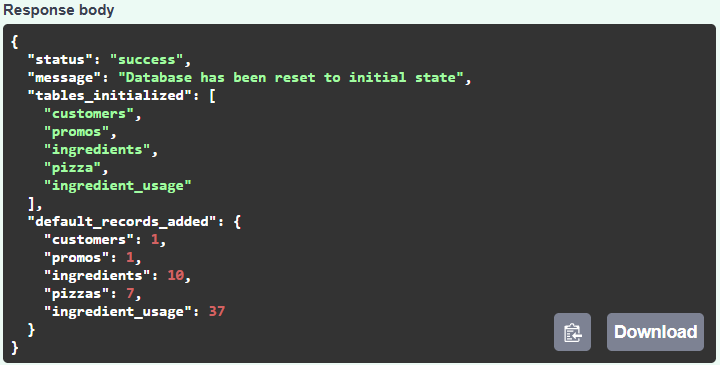 Response body
{
  "status": "success",
  "message": "Database has been reset to initial state",
  "tables_initialized": [
    "customers",
    "promos",
    "ingredients",
    "pizza",
    "ingredient_usage"
  ],
  "default_records_added": {
    "customers": 1,
    "promos": 1,
    "ingredients": 10,
    "pizzas": 7,
    "ingredient_usage": 37
  }
}
Download